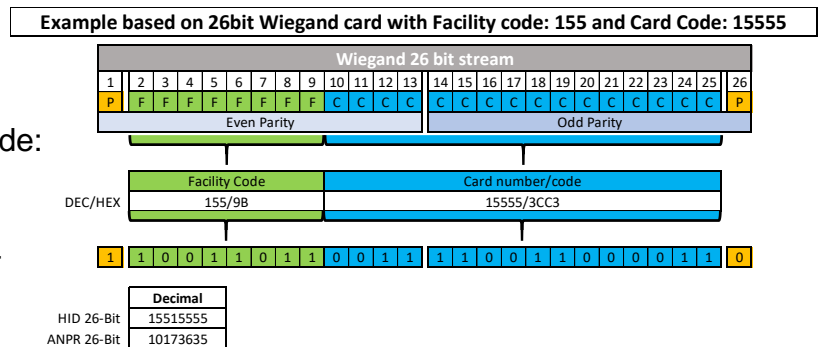 Example based on 26bit Wiegand card with Facility code: 155 and Card Code: 15555
Wiegand 26 bit stream
1 2 3 4 5 6 7 8 9 10 11 12 13 14 15 16 17 18 19 20 21 22 23 24 25 26
P F F F F F F F F C C C C C C C C C C C C C C C C P
Even Parity Odd Parity
de:
Facility Code Card number/code
DEC/HEX 155/9B 15555/3CC3
1 1 0 0 1 1 0 1 1 0 0 1 1 1 1 0 0 1 1 0 0 0 0 1 1 0
Decimal
HID 26-Bit 15515555
ANPR 26-Bit 10173635